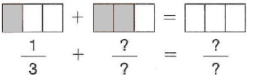 + =
1/3 + ?/? = ?/?